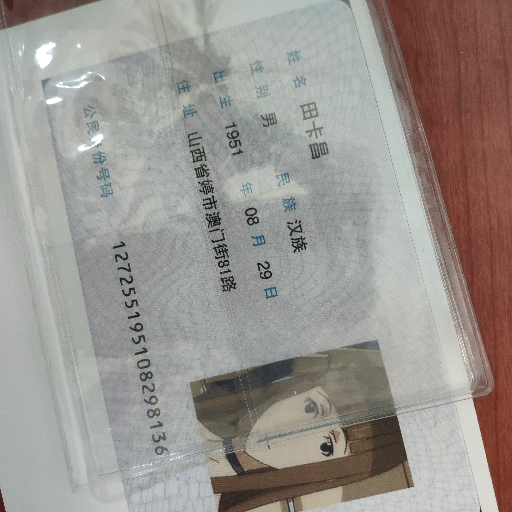 姓名 田卡昌
性别 男 民族 汉族
出生 1951 年 08 月 29 日
住址 山西省婷市澳门街81路
公民身份号码 127255195108298136